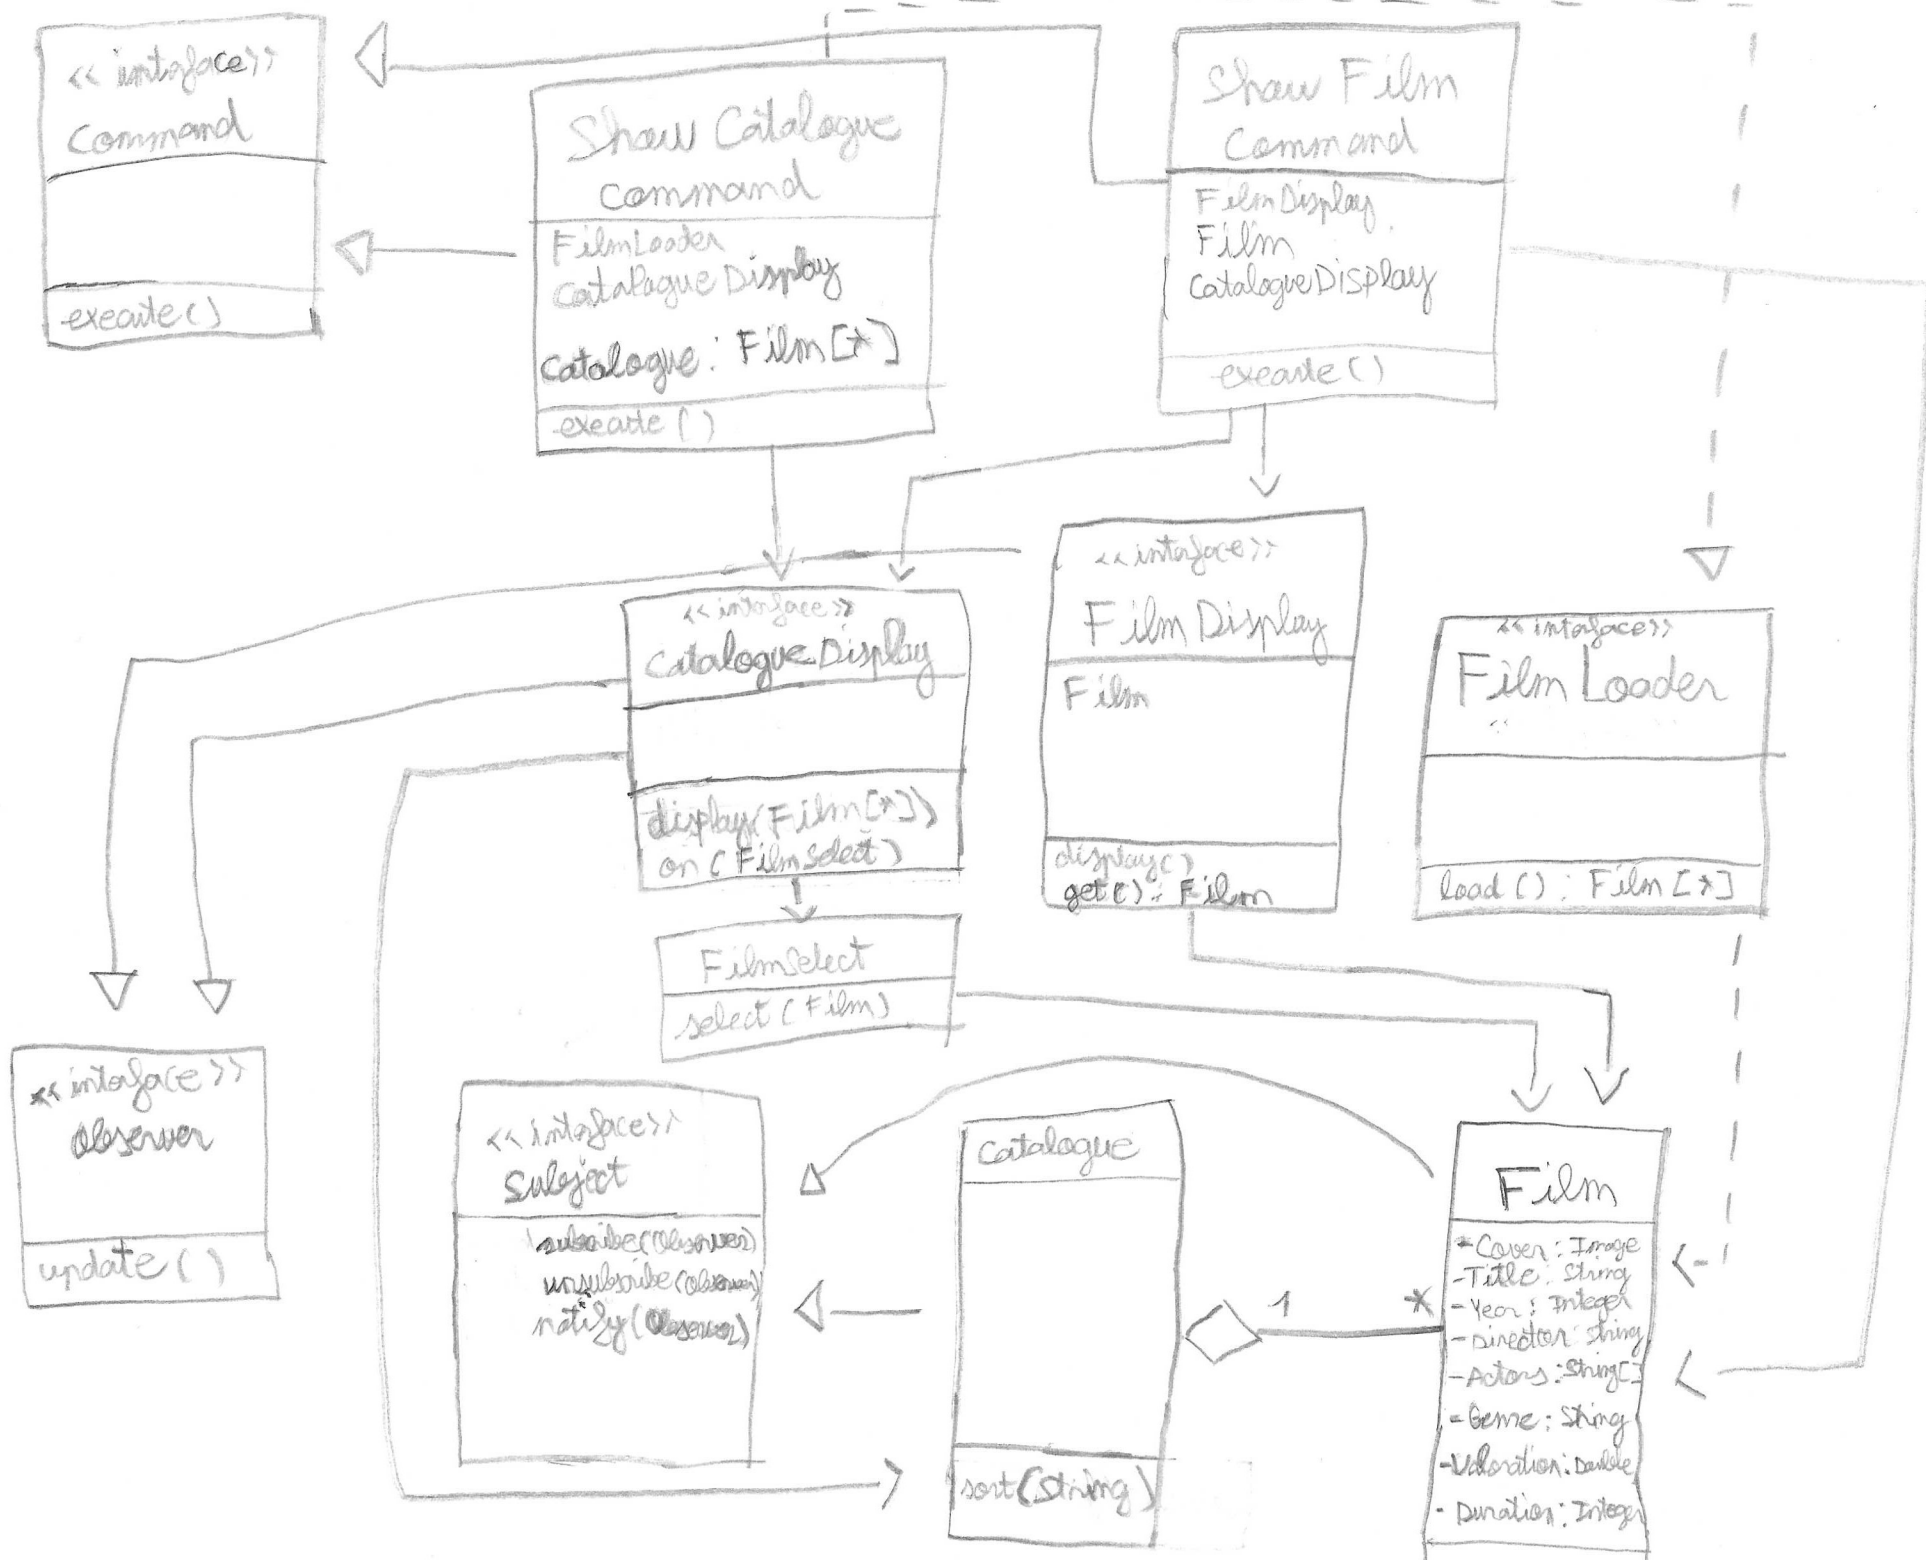 << interface >>
Command
execute()
Show Catalogue
Command
FilmLoader
CatalogueDisplay
Catalogue: Film[*]
execute()
Show Film
Command
FilmDisplay
Film
CatalogueDisplay
execute()
<<interface>>
CatalogueDisplay
display(Film[*])
on(FilmSelect)
<<interface>>
FilmDisplay
Film
display()
get(): Film
<<interface>>
Film Loader
load(): Film[*]
FilmSelect
select(Film)
<<interface>>
Observer
update()
<<interface>>
Subject
subscribe(Observer)
unsubscribe(Observer)
notify(Observer)
Catalogue
sort(String)
1
*
Film
-Cover: Image
-Title: String
-Year: Integer
-Director: String
-Actors: String[]
-Genre: String
-Valoration: Double
-Duration: Integer